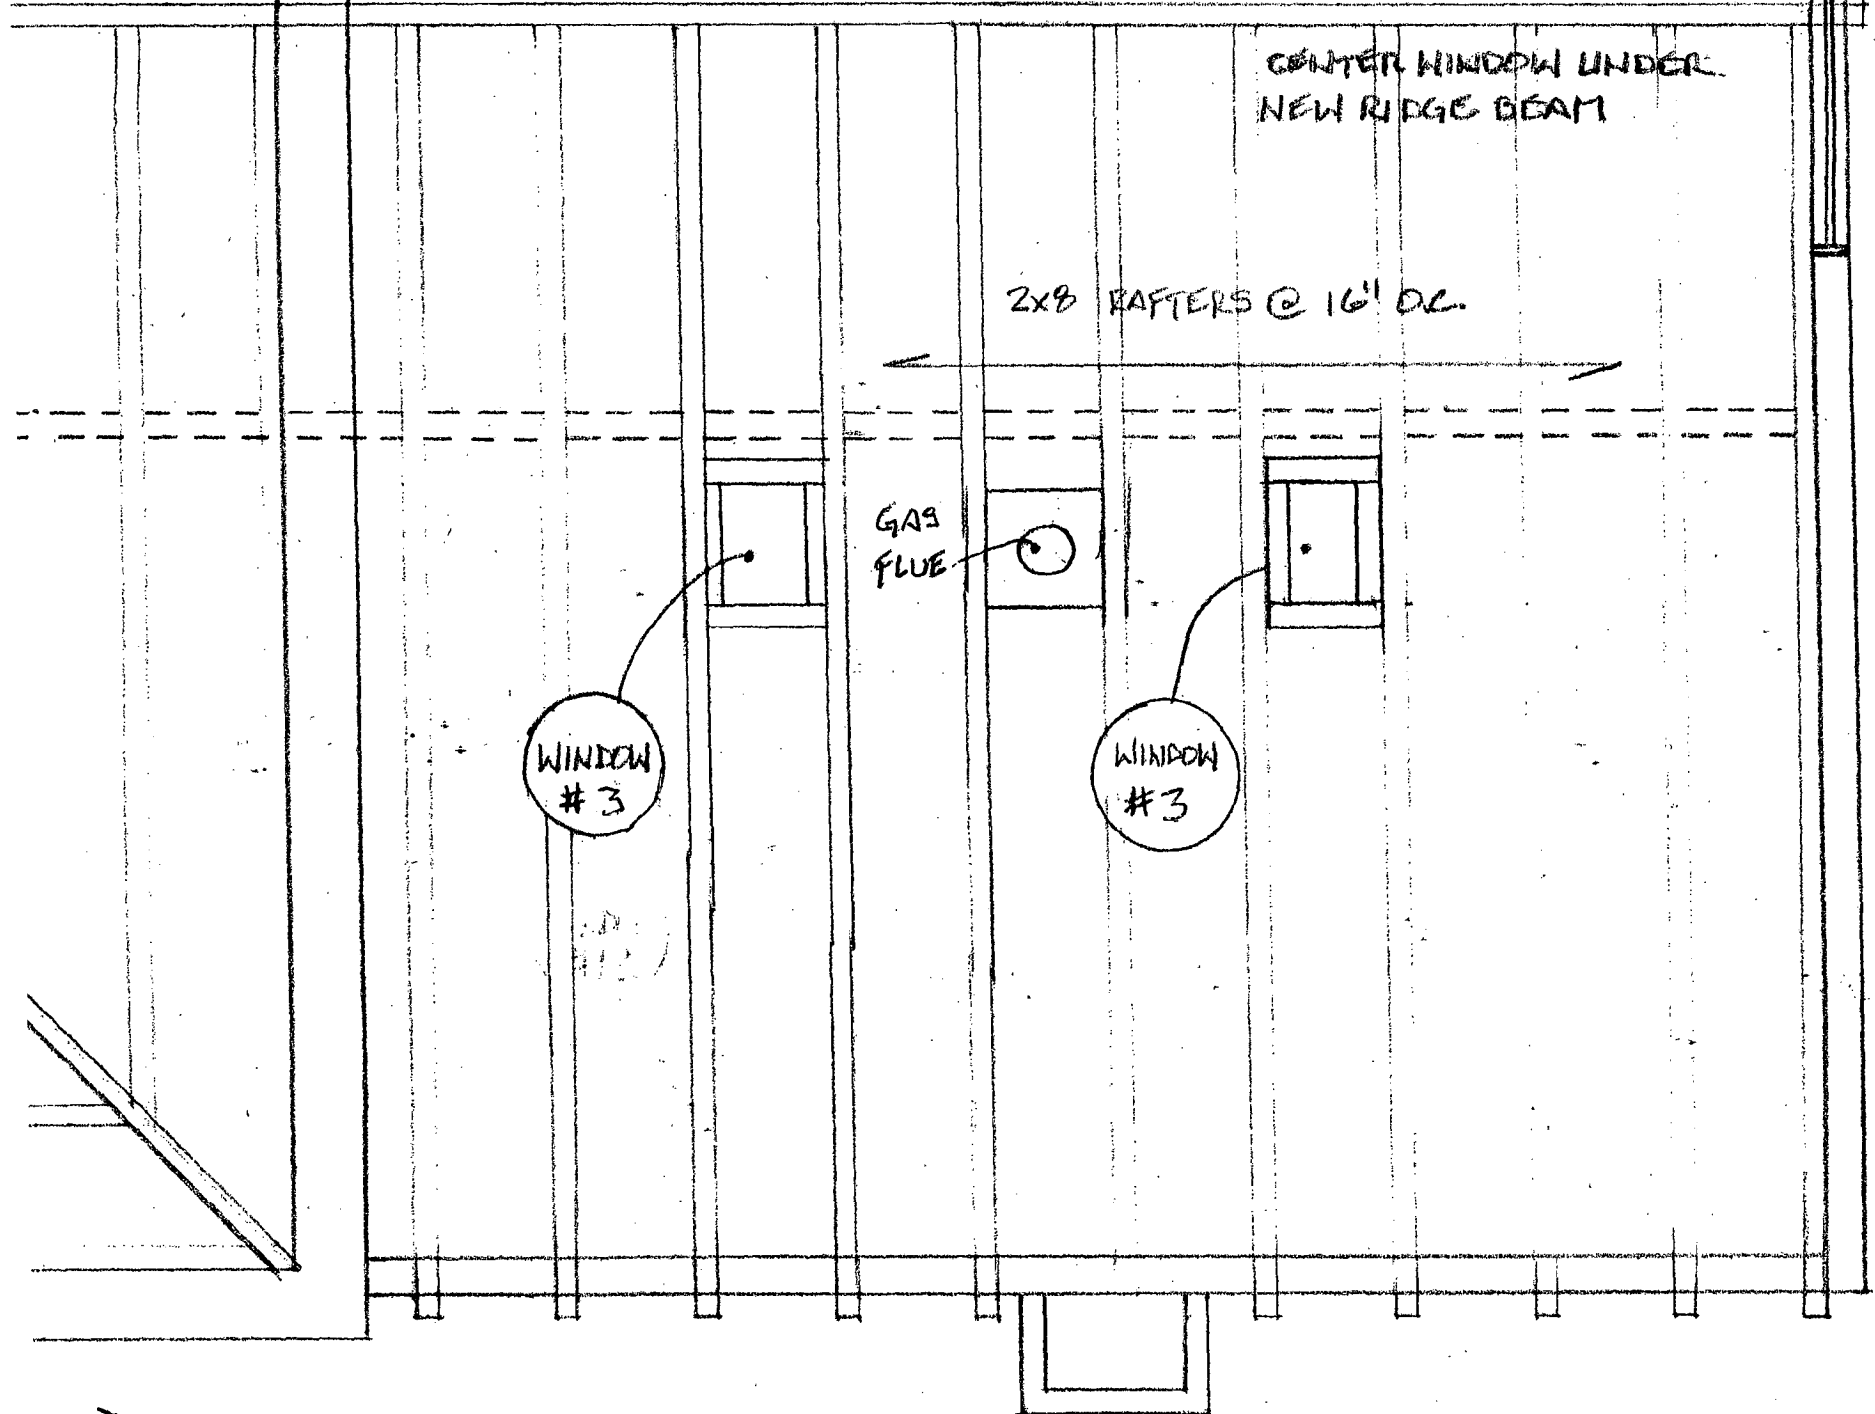 CENTER WINDOW UNDER
NEW RIDGE BEAM
2x8 RAFTERS @ 16" O.C.
GAS
FLUE
WINDOW
#3
WINDOW
#3